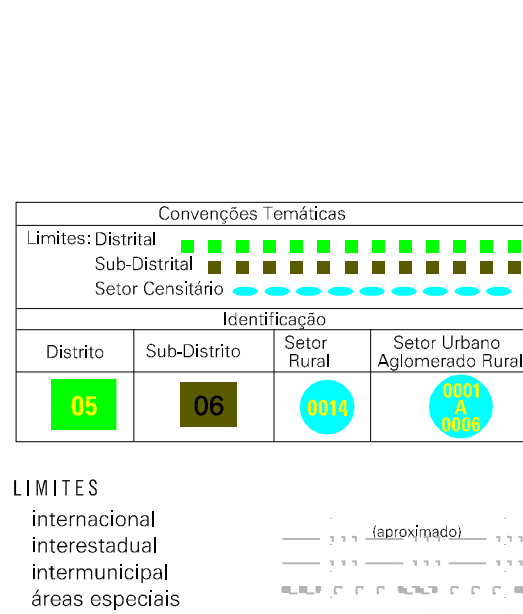 Convenções Temáticas
Limites: Distrital
Sub-Distrital
Setor Censitário
Identificação
Distrito
Sub-Distrito
Setor
Rural
Setor Urbano
Aglomerado Rural
05
06
0014
0001
A
0006
LIMITES
internacional
(aproximado)
interestadual
intermunicipal
áreas especiais